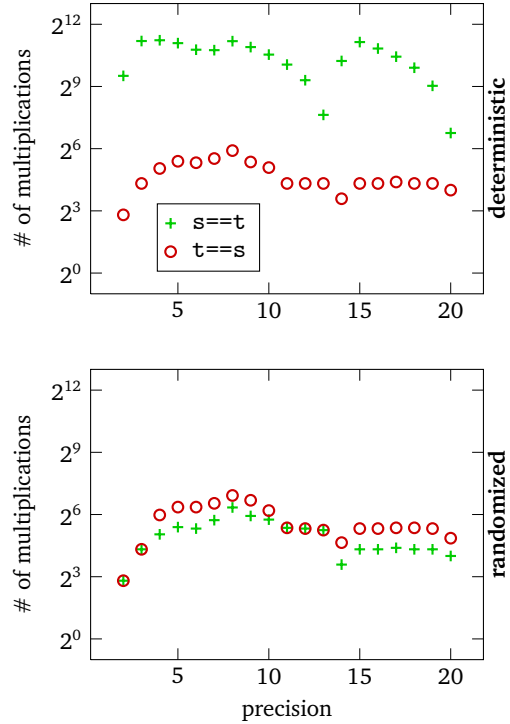 2^12
2^9
2^6
2^3
2^0
# of multiplications
deterministic
s==t
t==s
5 10 15 20
2^12
2^9
2^6
2^3
2^0
# of multiplications
randomized
5 10 15 20
precision